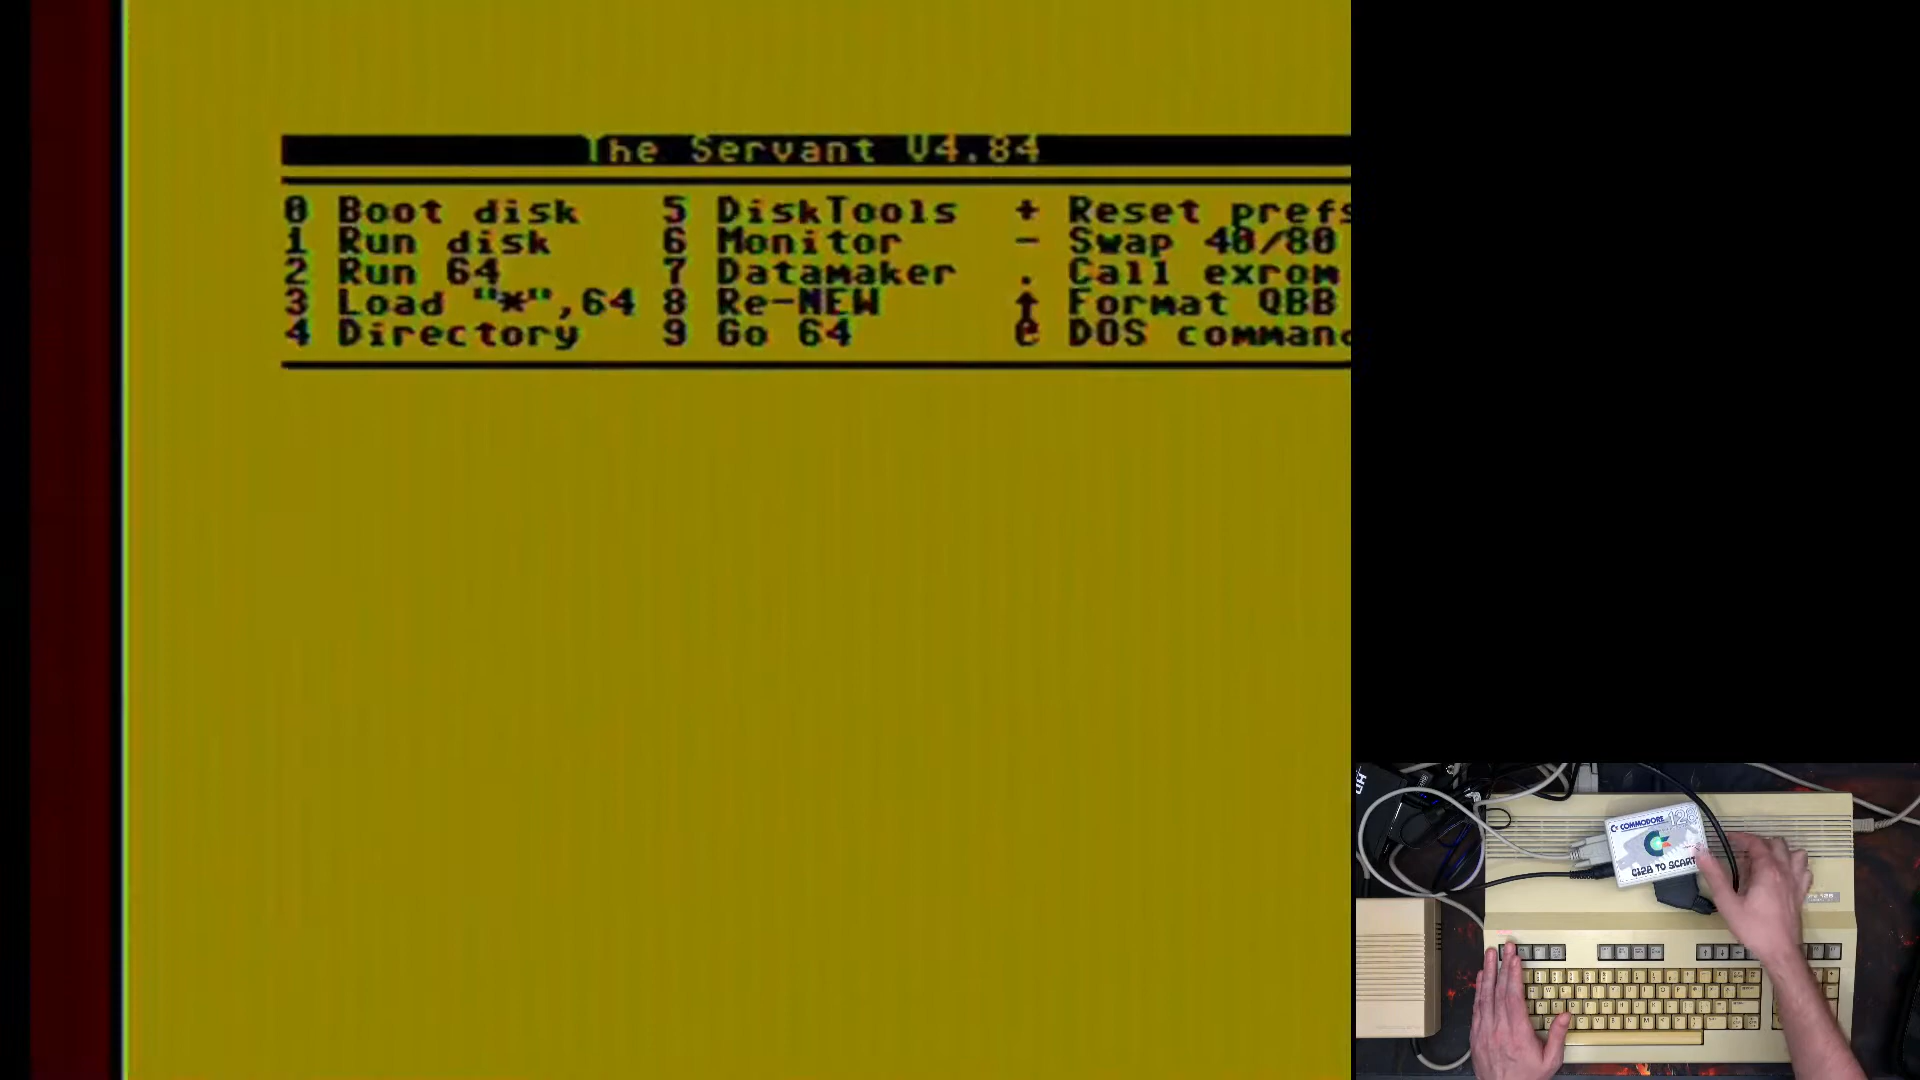 The Servant V4.84
0 Boot disk 5 DiskTools + Reset prefs
1 Run disk 6 Monitor - Swap 40/80
2 Run 64 7 Datamaker . Call exrom
3 Load "*",64 8 Re-NEW ↑ Format QBB
4 Directory 9 Go 64 @ DOS comman
COMMODORE 128
C128 TO SCART
HD